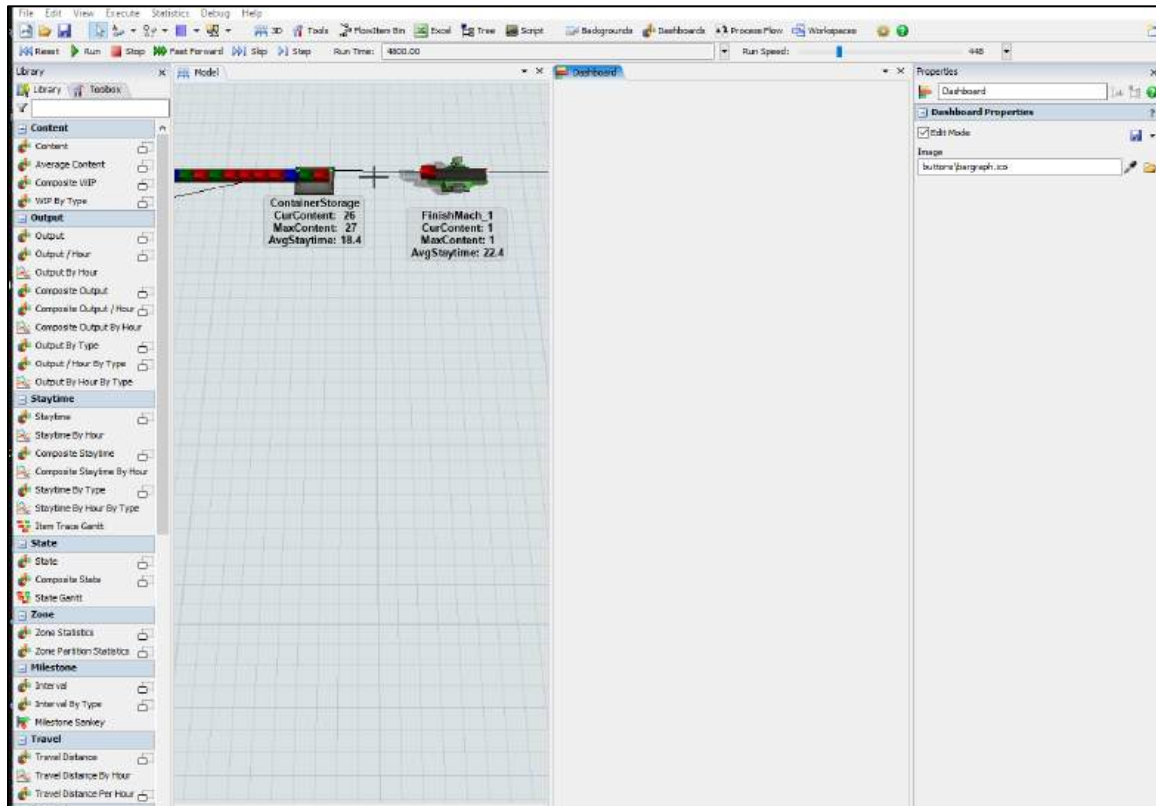 File Edit View Execute Statistics Debug Help
3D Tools FlowItem Bin Excel Tree Script Backgrounds Dashboards Process Flow Workspaces
Reset Run Stop Fast Forward Skip Step Run Time: 4800.00 Run Speed: 448
Library
Library Toolbox
Content
Content
Average Content
Composite WIP
WIP By Type
Output
Output
Output / Hour
Output By Hour
Composite Output
Composite Output / Hour
Composite Output By Hour
Output By Type
Output / Hour By Type
Output By Hour By Type
Staytime
Staytime
Staytime By Hour
Composite Staytime
Composite Staytime By Hour
Staytime By Type
Staytime By Hour By Type
Item Trace Gantt
State
State
Composite State
State Gantt
Zone
Zone Statistics
Zone Partition Statistics
Milestone
Interval
Interval By Type
Milestone Sankey
Travel
Travel Distance
Travel Distance By Hour
Travel Distance Per Hour
Model
ContainerStorage
CurContent: 26
MaxContent: 27
AvgStaytime: 18.4
FinishMach_1
CurContent: 1
MaxContent: 1
AvgStaytime: 22.4
Dashboard
Properties
Dashboard
Dashboard Properties
Edit Mode
Image
buttons\bargraph.ico